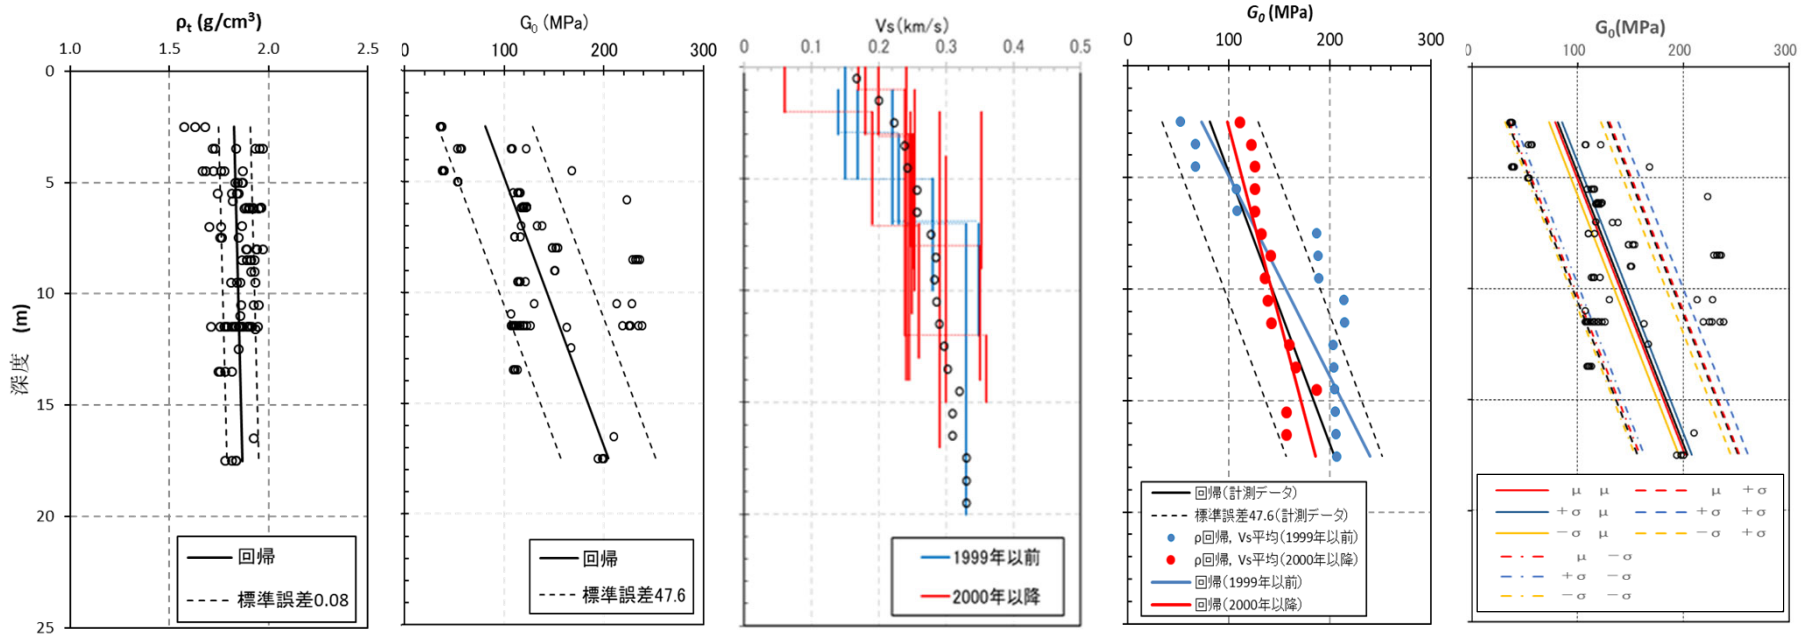 ρt (g/cm³)
1.0 1.5 2.0 2.5
0
5
10
15
20
25
深度 (m)
回帰
標準誤差0.08
G₀ (MPa)
0 100 200 300
回帰
標準誤差47.6
Vs(km/s)
0 0.1 0.2 0.3 0.4 0.5
1999年以前
2000年以降
G₀ (MPa)
0 100 200 300
回帰(計測データ)
標準誤差47.6(計測データ)
ρ回帰, Vs平均(1999年以前)
ρ回帰, Vs平均(2000年以降)
回帰(1999年以前)
回帰(2000年以降)
G₀(MPa)
0 100 200 300
μ μ μ +σ
+σ μ +σ +σ
-σ μ -σ +σ
μ -σ
+σ -σ
-σ -σ